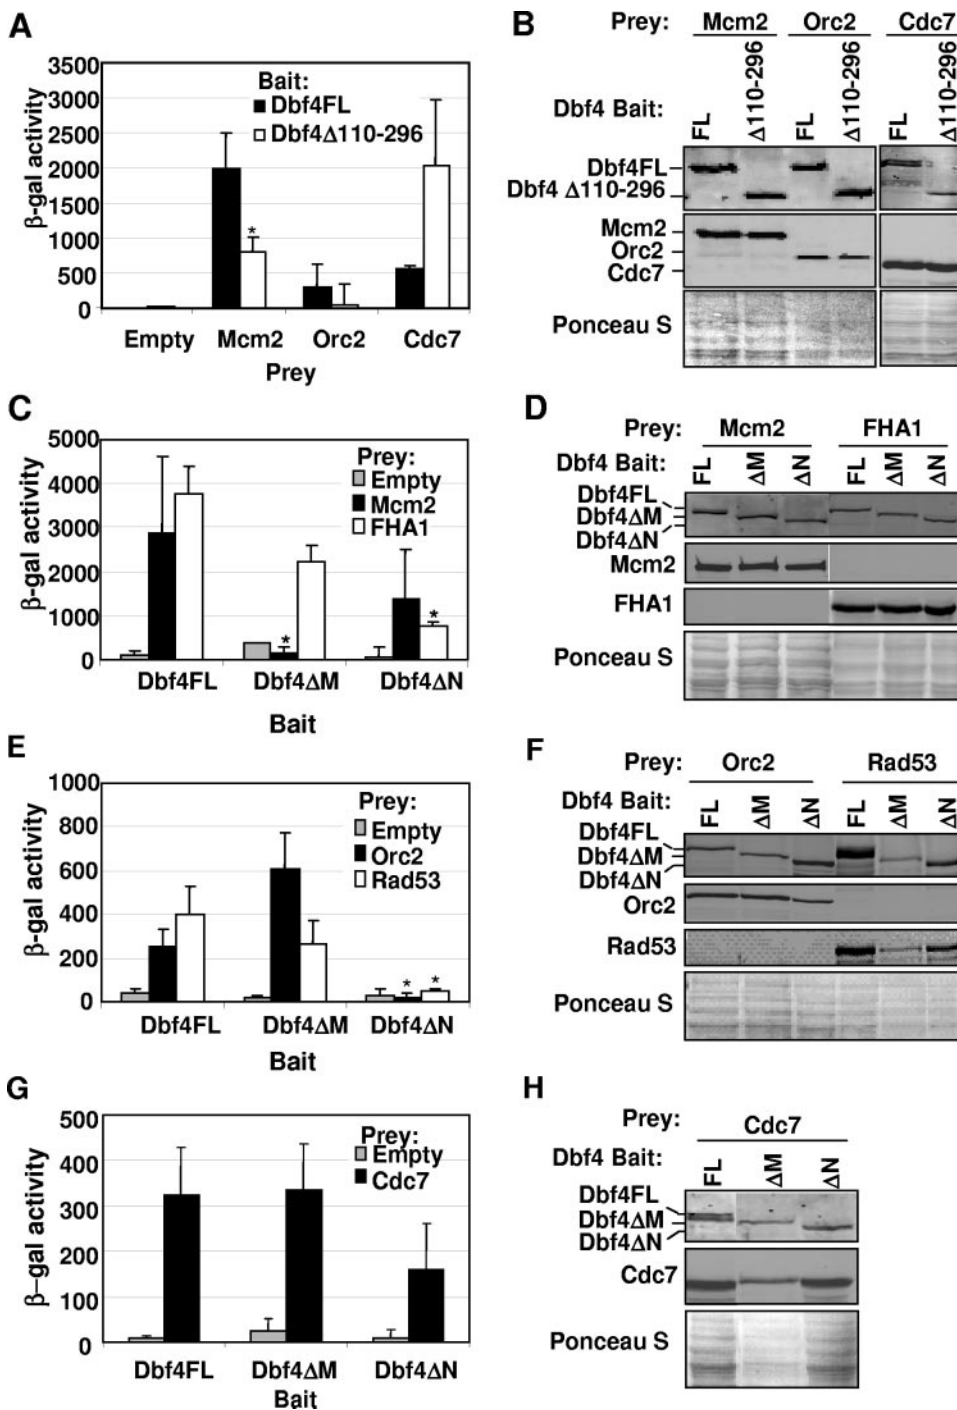 A
3500
3000
2500
2000
1500
1000
500
0
β-gal activity
Bait:
Dbf4FL
Dbf4Δ110-296
*
Empty Mcm2 Orc2 Cdc7
Prey
B
Prey: Mcm2 Orc2 Cdc7
Dbf4 Bait: FL Δ110-296 FL Δ110-296 FL Δ110-296
Dbf4FL
Dbf4 Δ110-296
Mcm2
Orc2
Cdc7
Ponceau S
C
5000
4000
3000
2000
1000
0
β-gal activity
Prey:
Empty
Mcm2
FHA1
* *
Dbf4FL Dbf4ΔM Dbf4ΔN
Bait
D
Prey: Mcm2 FHA1
Dbf4 Bait: FL ΔM ΔN FL ΔM ΔN
Dbf4FL
Dbf4ΔM
Dbf4ΔN
Mcm2
FHA1
Ponceau S
E
1000
800
600
400
200
0
β-gal activity
Prey:
Empty
Orc2
Rad53
* *
Dbf4FL Dbf4ΔM Dbf4ΔN
Bait
F
Prey: Orc2 Rad53
Dbf4 Bait: FL ΔM ΔN FL ΔM ΔN
Dbf4FL
Dbf4ΔM
Dbf4ΔN
Orc2
Rad53
Ponceau S
G
500
400
300
200
100
0
β–gal activity
Prey:
Empty
Cdc7
Dbf4FL Dbf4ΔM Dbf4ΔN
Bait
H
Prey: Cdc7
Dbf4 Bait: FL ΔM ΔN
Dbf4FL
Dbf4ΔM
Dbf4ΔN
Cdc7
Ponceau S